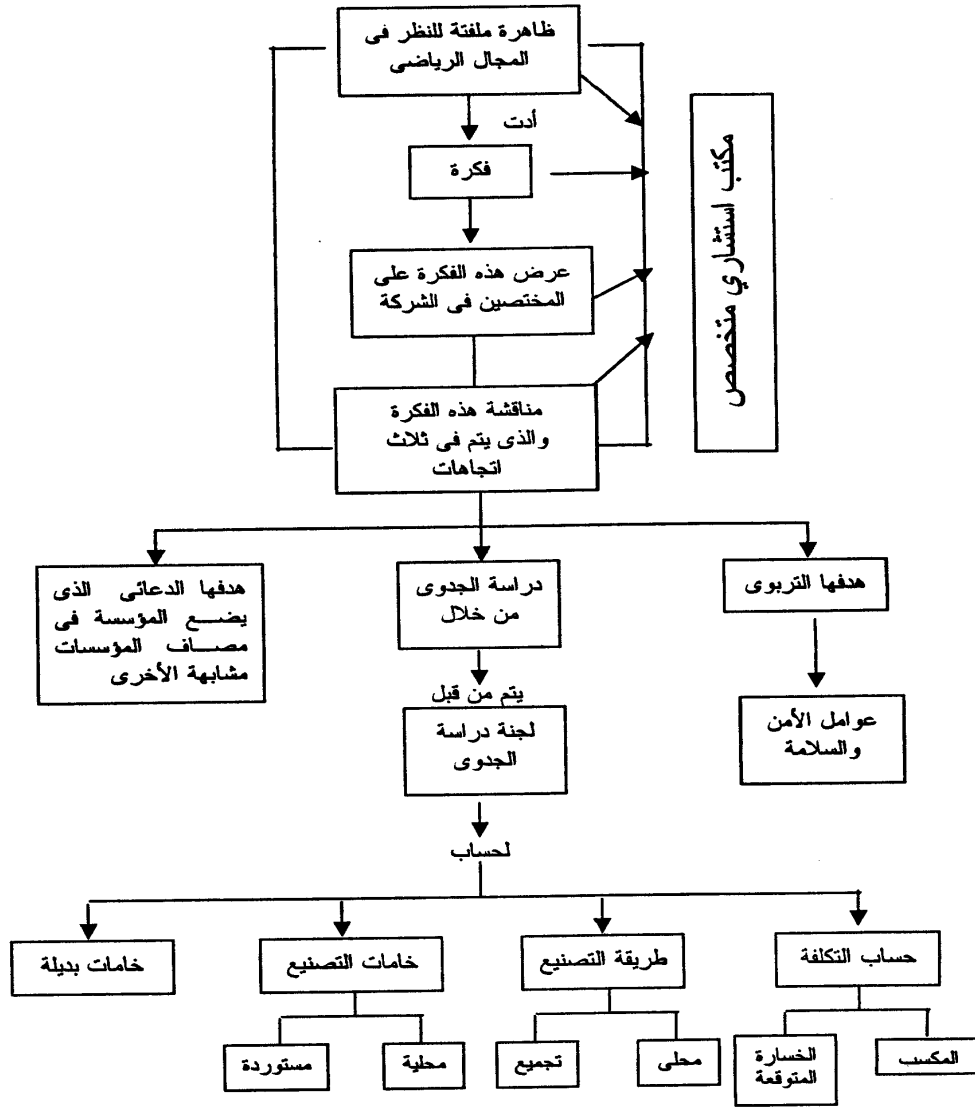 ظاهرة ملفتة للنظر فى
المجال الرياضى
أدت
فكرة
عرض هذه الفكرة على
المختصين فى الشركة
مناقشة هذه الفكرة
والذى يتم فى ثلاث
اتجاهات
مكتب استشاري متخصص
هدفها التربوى
عوامل الأمن
والسلامة
دراسة الجدوى
من خلال
يتم من قبل
لجنة دراسة
الجدوى
هدفها الدعائى الذى
يضع المؤسسة فى
مصاف المؤسسات
مشابهة الأخرى
لحساب
حساب التكلفة
المكسب
الخسارة
المتوقعة
طريقة التصنيع
محلى
تجميع
خامات التصنيع
محلية
مستوردة
خامات بديلة